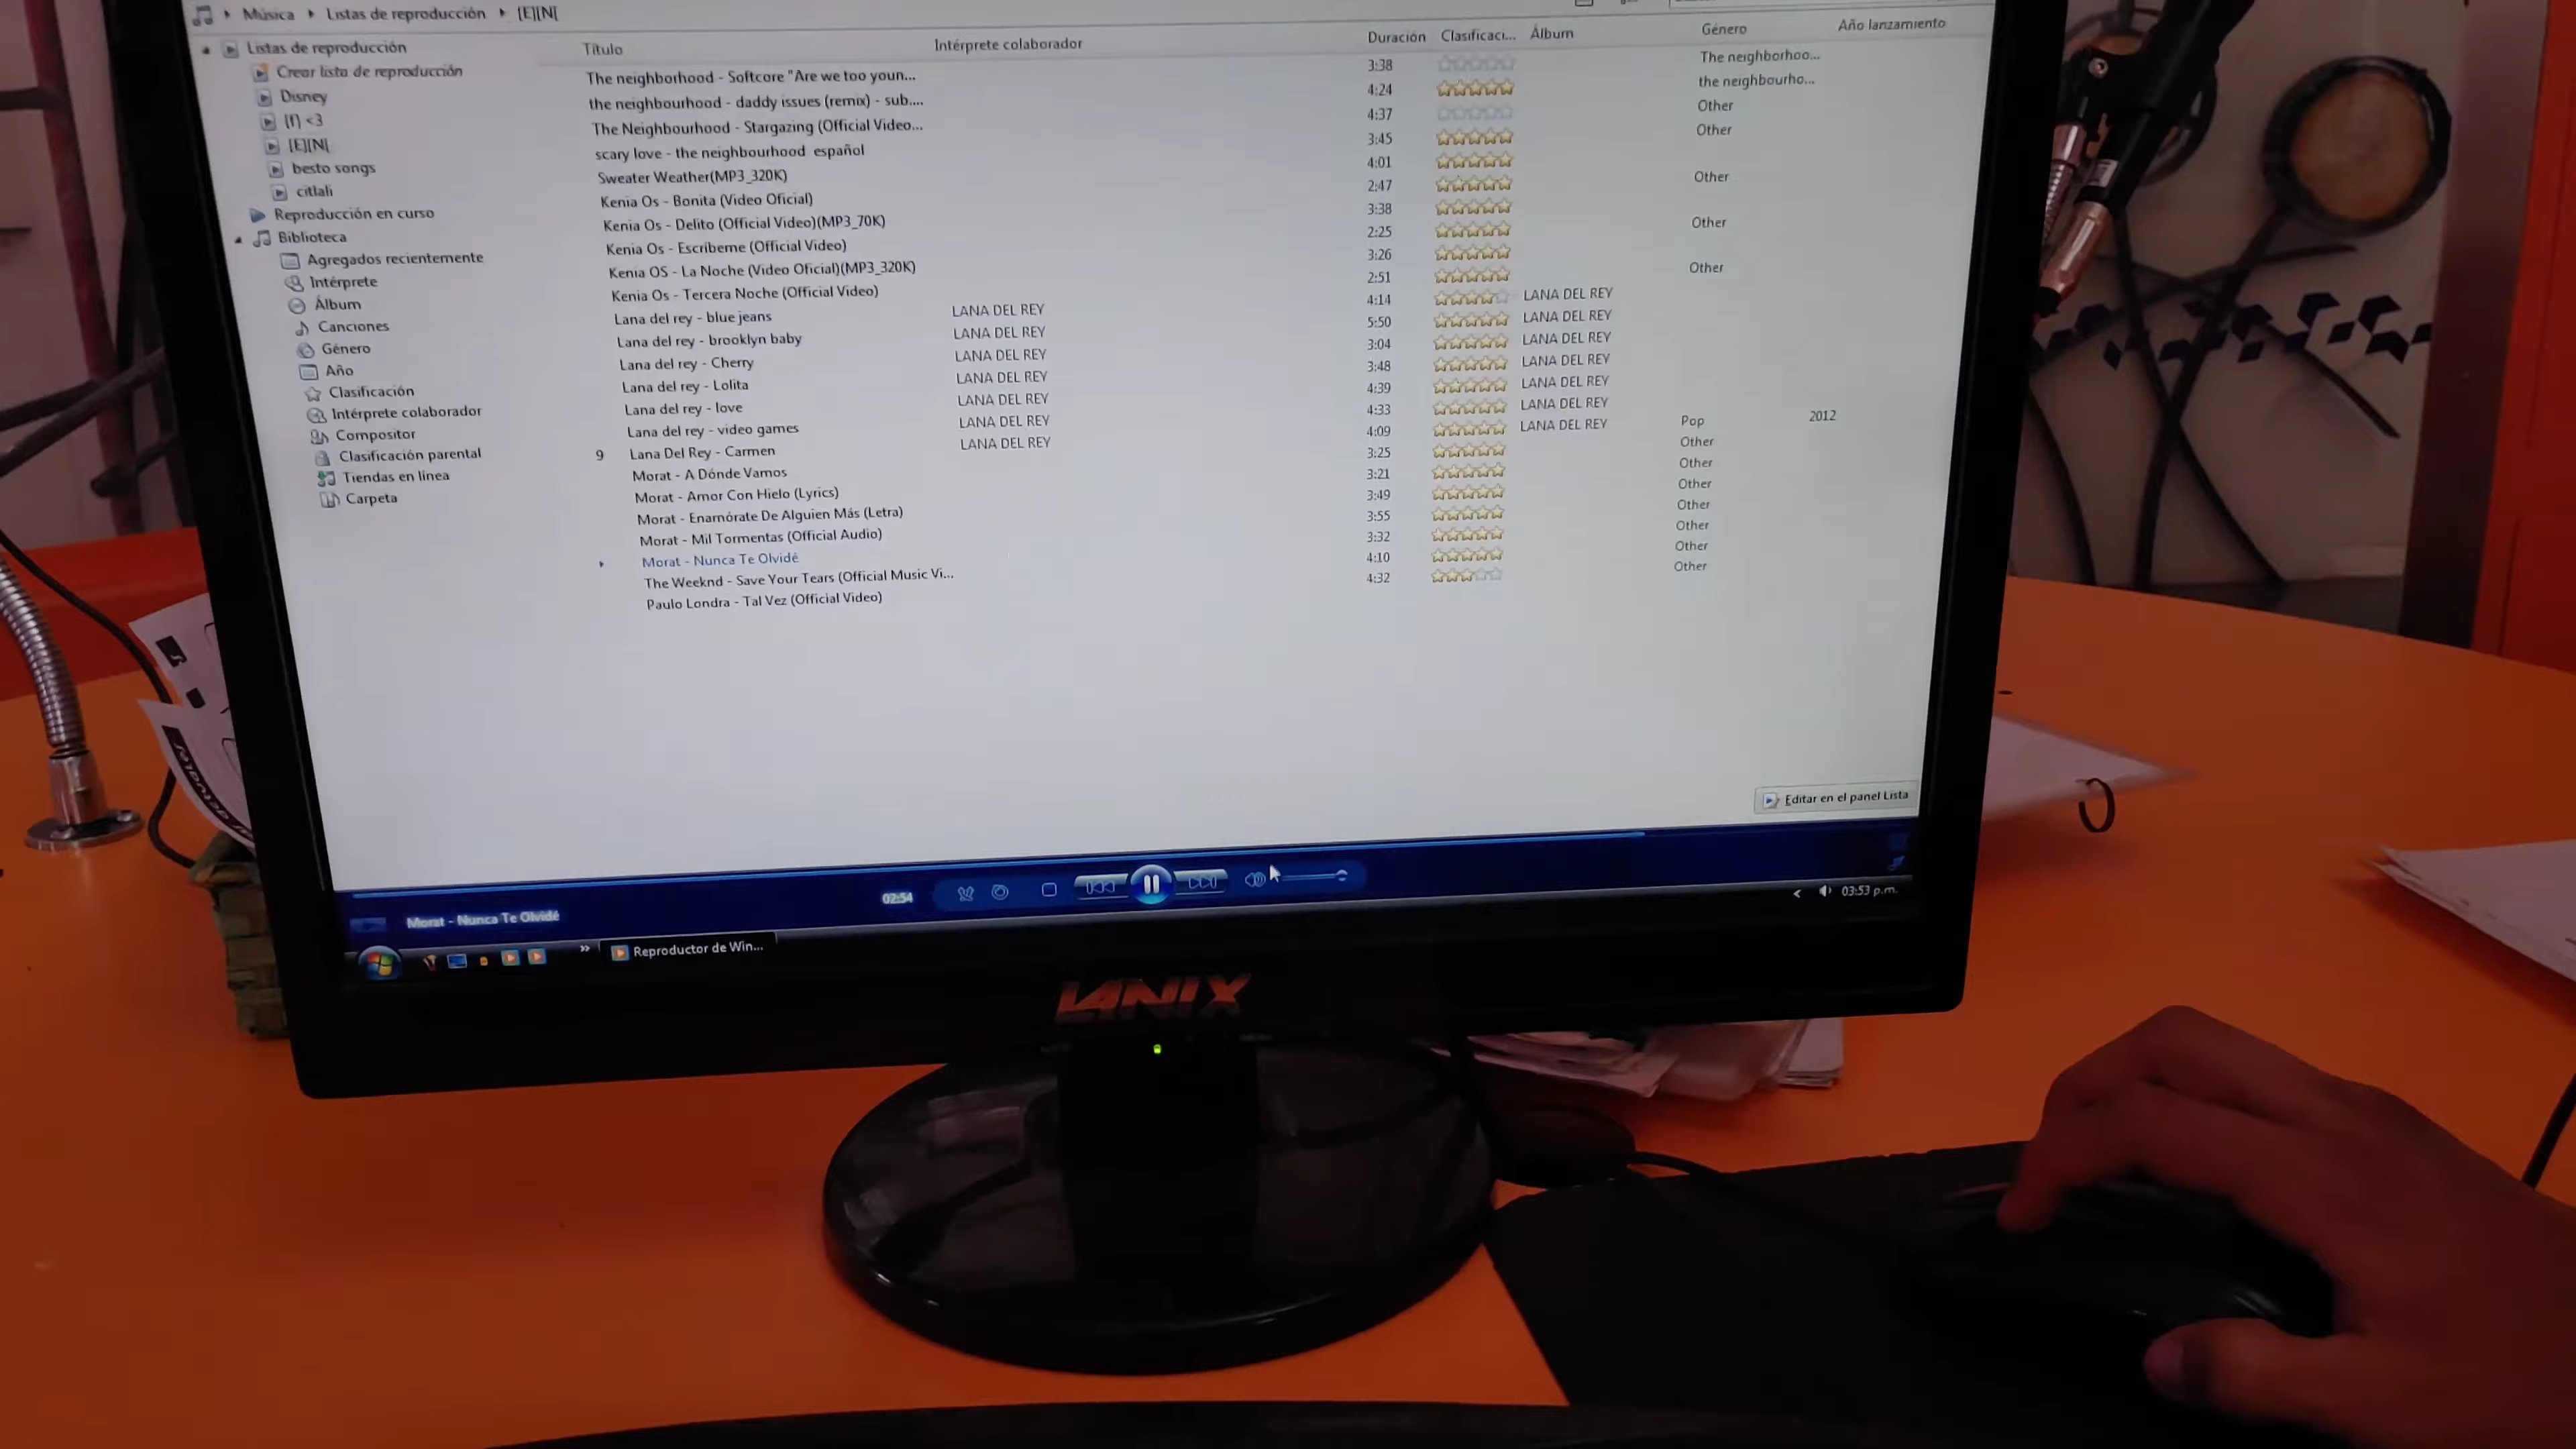 Música ▸ Listas de reproducción ▸ [E][N[
Listas de reproducción
Crear lista de reproducción
Disney
[f] <3
[E][N[
besto songs
citlali
Reproducción en curso
Biblioteca
Agregados recientemente
Intérprete
Álbum
Canciones
Género
Año
Clasificación
Intérprete colaborador
Compositor
Clasificación parental
Tiendas en línea
Carpeta
Título Intérprete colaborador Duración Clasificaci... Álbum Género Año lanzamiento
The neighborhood - Softcore "Are we too youn... 3:38 The neighborhoo...
the neighbourhood - daddy issues (remix) - sub.... 4:24 the neighbourho...
The Neighbourhood - Stargazing (Official Video... 4:37 Other
scary love - the neighbourhood español 3:45 Other
Sweater Weather(MP3_320K) 4:01
Kenia Os - Bonita (Video Oficial) 2:47 Other
Kenia Os - Delito (Official Video)(MP3_70K) 3:38
Kenia Os - Escríbeme (Official Video) 2:25 Other
Kenia OS - La Noche (Video Oficial)(MP3_320K) 3:26
Kenia Os - Tercera Noche (Official Video) 2:51 Other
Lana del rey - blue jeans LANA DEL REY 4:14 LANA DEL REY
Lana del rey - brooklyn baby LANA DEL REY 5:50 LANA DEL REY
Lana del rey - Cherry LANA DEL REY 3:04 LANA DEL REY
Lana del rey - Lolita LANA DEL REY 3:48 LANA DEL REY
Lana del rey - love LANA DEL REY 4:39 LANA DEL REY
Lana del rey - video games LANA DEL REY 4:33 LANA DEL REY
9 Lana Del Rey - Carmen LANA DEL REY 4:09 LANA DEL REY Pop 2012
Morat - A Dónde Vamos 3:25 Other
Morat - Amor Con Hielo (Lyrics) 3:21 Other
Morat - Enamórate De Alguien Más (Letra) 3:49 Other
Morat - Mil Tormentas (Official Audio) 3:55 Other
Morat - Nunca Te Olvidé 3:32 Other
The Weeknd - Save Your Tears (Official Music Vi... 4:10 Other
Paulo Londra - Tal Vez (Official Video) 4:32 Other
Editar en el panel Lista
Morat - Nunca Te Olvidé 02:54
Reproductor de Win... 03:53 p.m.
LANIX